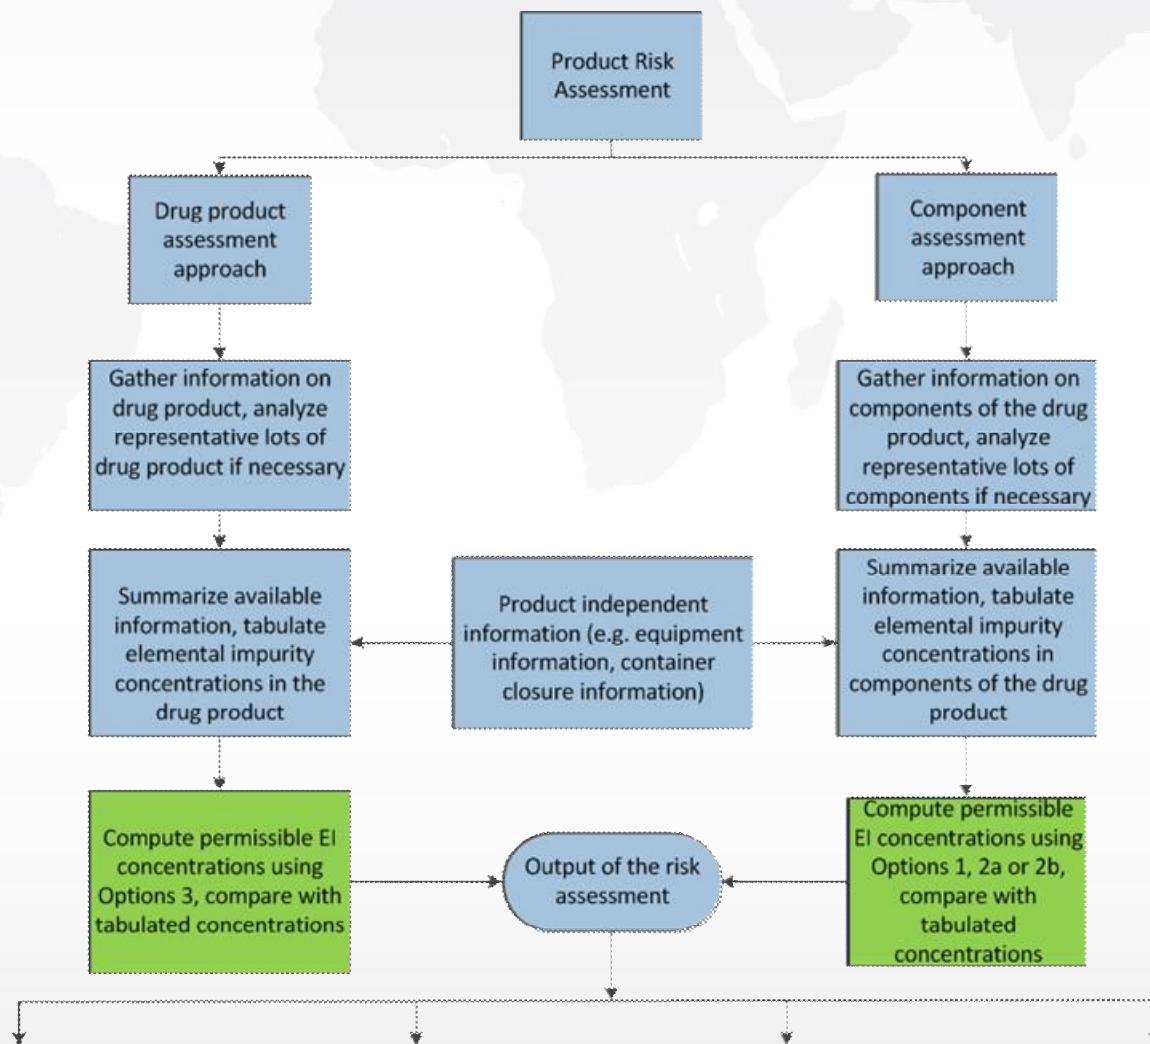 Product Risk
Assessment
Drug product
assessment
approach
Component
assessment
approach
Gather information on
drug product, analyze
representative lots of
drug product if necessary
Gather information on
components of the drug
product, analyze
representative lots of
components if necessary
Summarize available
information, tabulate
elemental impurity
concentrations in the
drug product
Product independent
information (e.g. equipment
information, container
closure information)
Summarize available
information, tabulate
elemental impurity
concentrations in
components of the drug
product
Compute permissible EI
concentrations using
Options 3, compare with
tabulated concentrations
Output of the risk
assessment
Compute permissible
EI concentrations using
Options 1, 2a or 2b,
compare with
tabulated
concentrations